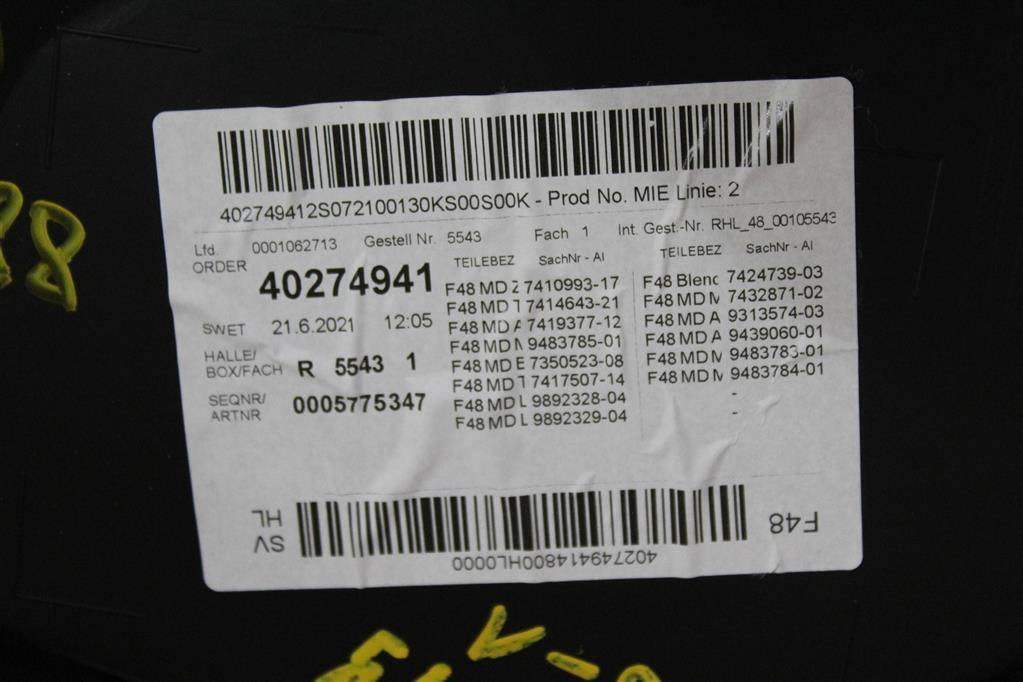 402749412S072100130KS00S00K - Prod No. MIE Linie: 2
Lfd. 0001062713 Gestell Nr. 5543 Fach 1 Int. Gest.-Nr. RHL_48_00105543
ORDER 40274941
SWET 21.6.2021 12:05
HALLE/
BOX/FACH R 5543 1
SEQNR/
ARTNR 0005775347
TEILEBEZ SachNr - AI
F48 MD Z 7410993-17
F48 MD T 7414643-21
F48 MD A 7419377-12
F48 MD M 9483785-01
F48 MD E 7350523-08
F48 MD T 7417507-14
F48 MD L 9892328-04
F48 MD L 9892329-04
TEILEBEZ SachNr - AI
F48 Blenc 7424739-03
F48 MD M 7432871-02
F48 MD A 9313574-03
F48 MD A 9439060-01
F48 MD M 9483783-01
F48 MD M 9483784-01
-
-
F48
402749414800HL0000
SV
HL